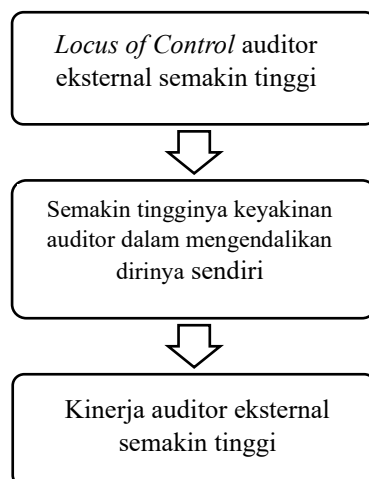 Locus of Control auditor
eksternal semakin tinggi
Semakin tingginya keyakinan
auditor dalam mengendalikan
dirinya sendiri
Kinerja auditor eksternal
semakin tinggi